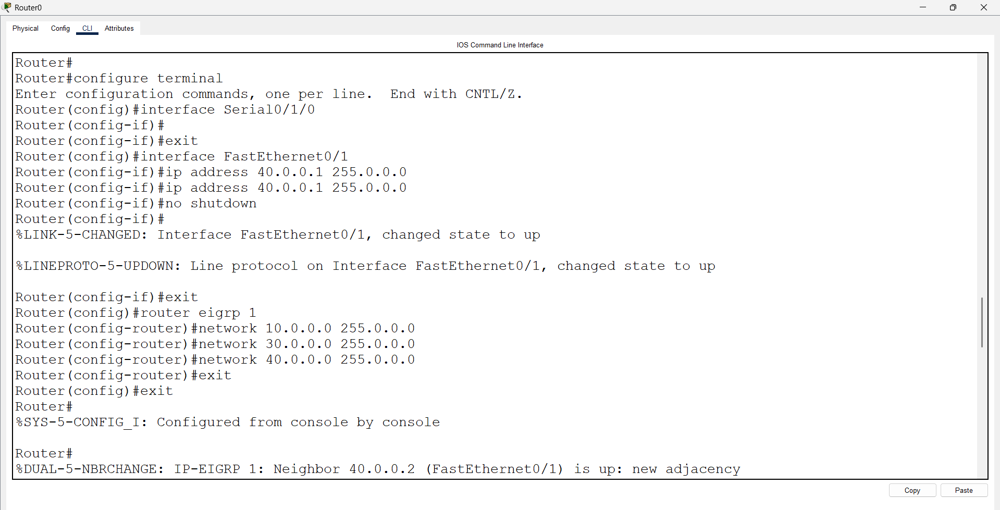 Router0
Physical Config CLI Attributes
IOS Command Line Interface
Router#
Router#configure terminal
Enter configuration commands, one per line.  End with CNTL/Z.
Router(config)#interface Serial0/1/0
Router(config-if)#
Router(config-if)#exit
Router(config)#interface FastEthernet0/1
Router(config-if)#ip address 40.0.0.1 255.0.0.0
Router(config-if)#ip address 40.0.0.1 255.0.0.0
Router(config-if)#no shutdown
Router(config-if)#
%LINK-5-CHANGED: Interface FastEthernet0/1, changed state to up
%LINEPROTO-5-UPDOWN: Line protocol on Interface FastEthernet0/1, changed state to up
Router(config-if)#exit
Router(config)#router eigrp 1
Router(config-router)#network 10.0.0.0 255.0.0.0
Router(config-router)#network 30.0.0.0 255.0.0.0
Router(config-router)#network 40.0.0.0 255.0.0.0
Router(config-router)#exit
Router(config)#exit
Router#
%SYS-5-CONFIG_I: Configured from console by console
Router#
%DUAL-5-NBRCHANGE: IP-EIGRP 1: Neighbor 40.0.0.2 (FastEthernet0/1) is up: new adjacency
Copy Paste